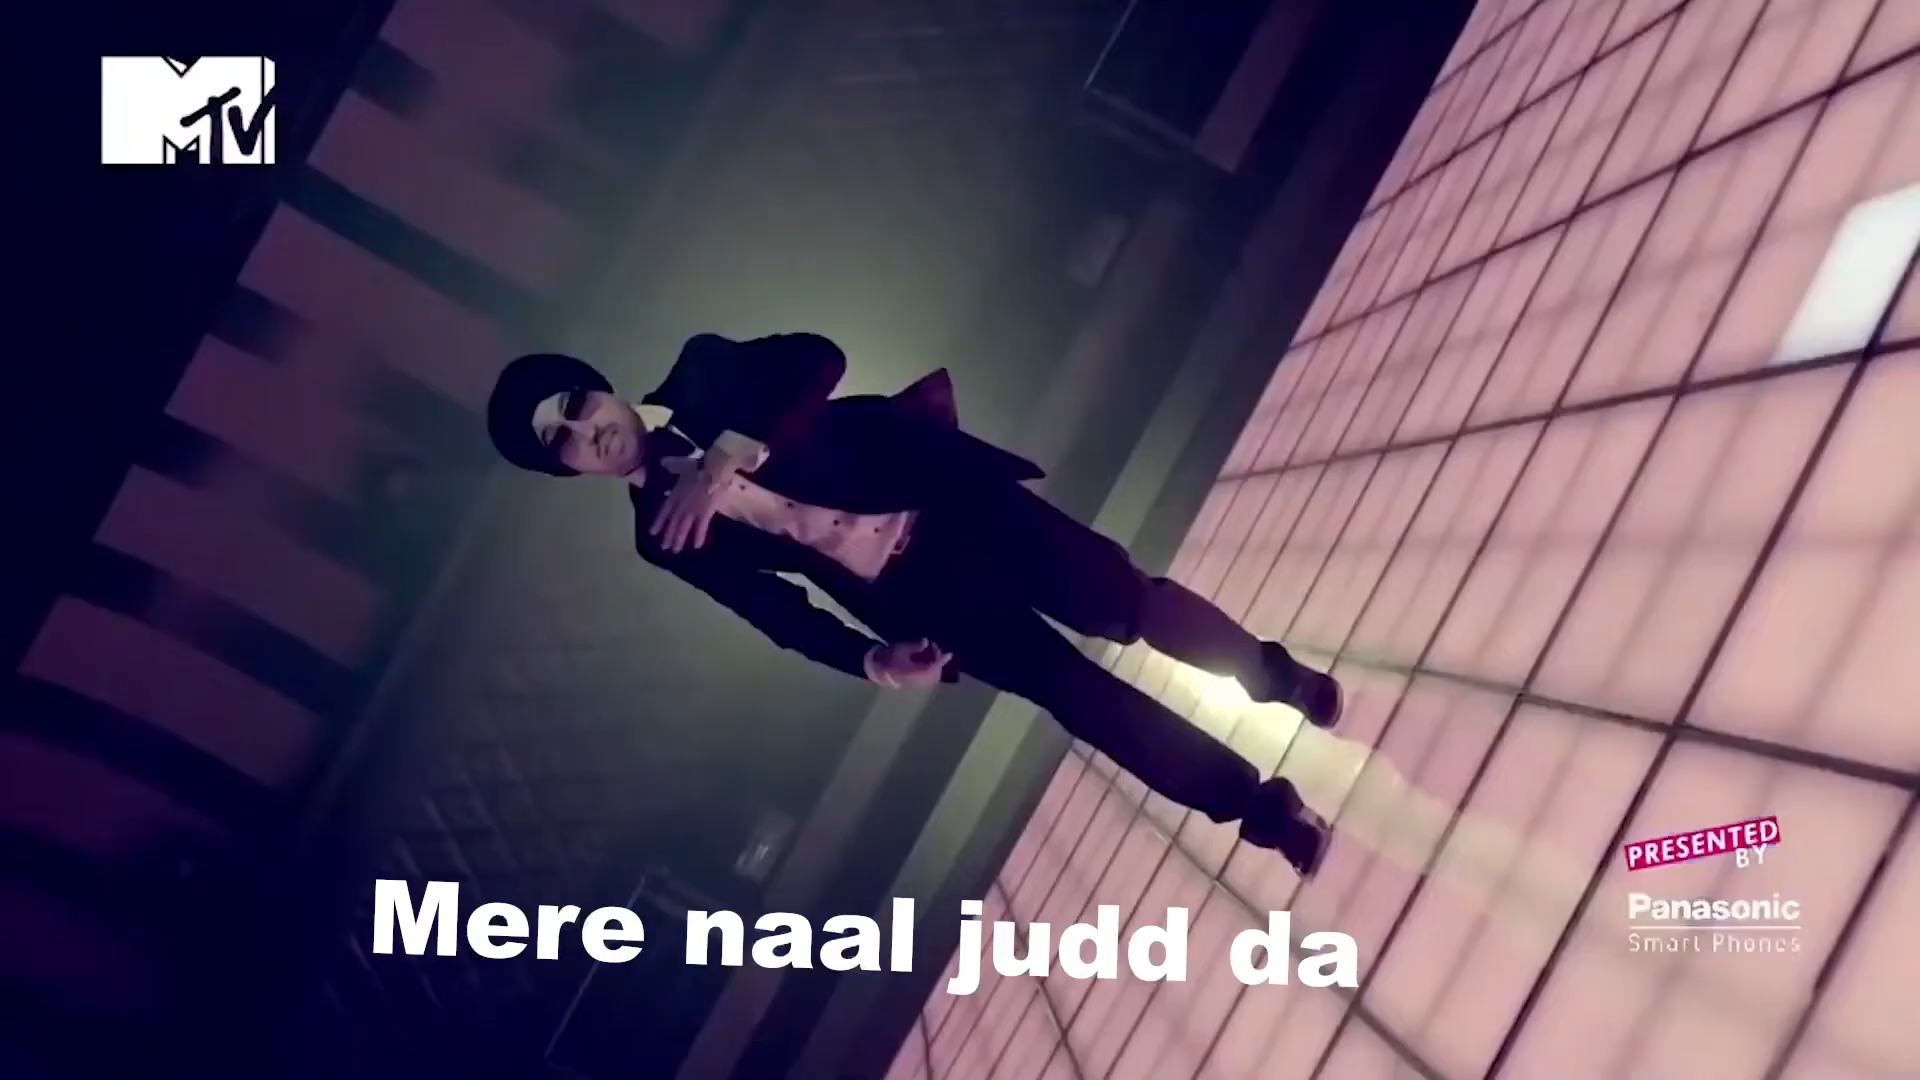 MTV
Mere naal judd da
PRESENTED
BY
Panasonic
Smart Phones